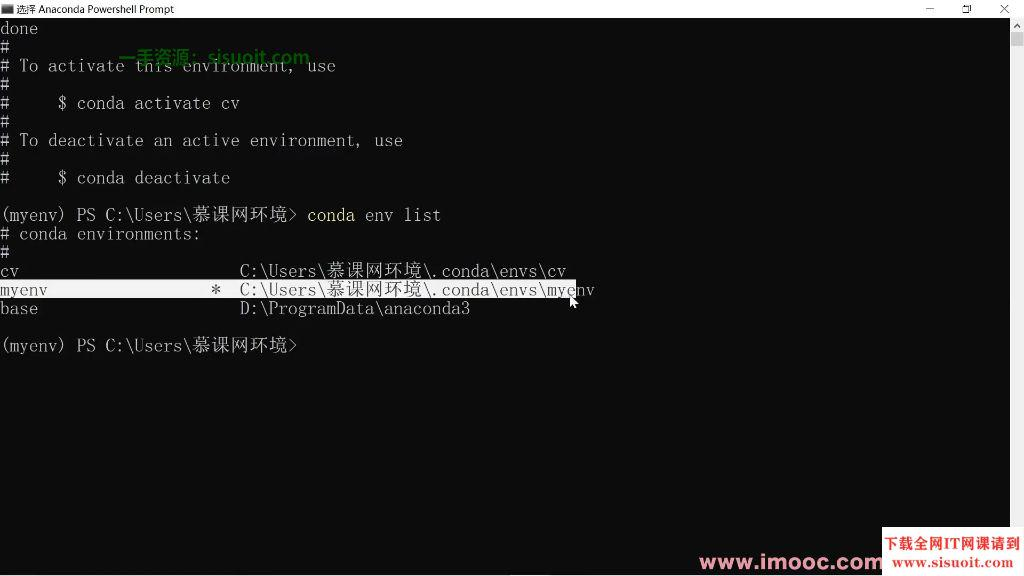 选择 Anaconda Powershell Prompt
done
#
一手资源：sisuoit.com
# To activate this environment, use
#
#     $ conda activate cv
#
# To deactivate an active environment, use
#
#     $ conda deactivate
(myenv) PS C:\Users\慕课网环境> conda env list
# conda environments:
#
cv                       C:\Users\慕课网环境\.conda\envs\cv
myenv                 *  C:\Users\慕课网环境\.conda\envs\myenv
base                     D:\ProgramData\anaconda3
(myenv) PS C:\Users\慕课网环境>
下载全网IT网课请到
www.imooc.com
www.sisuoit.com